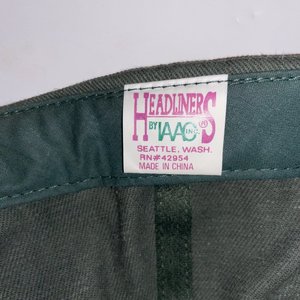 HEADLINERS®
BY IAAC INC.
SEATTLE, WASH.
RN#42954
MADE IN CHINA